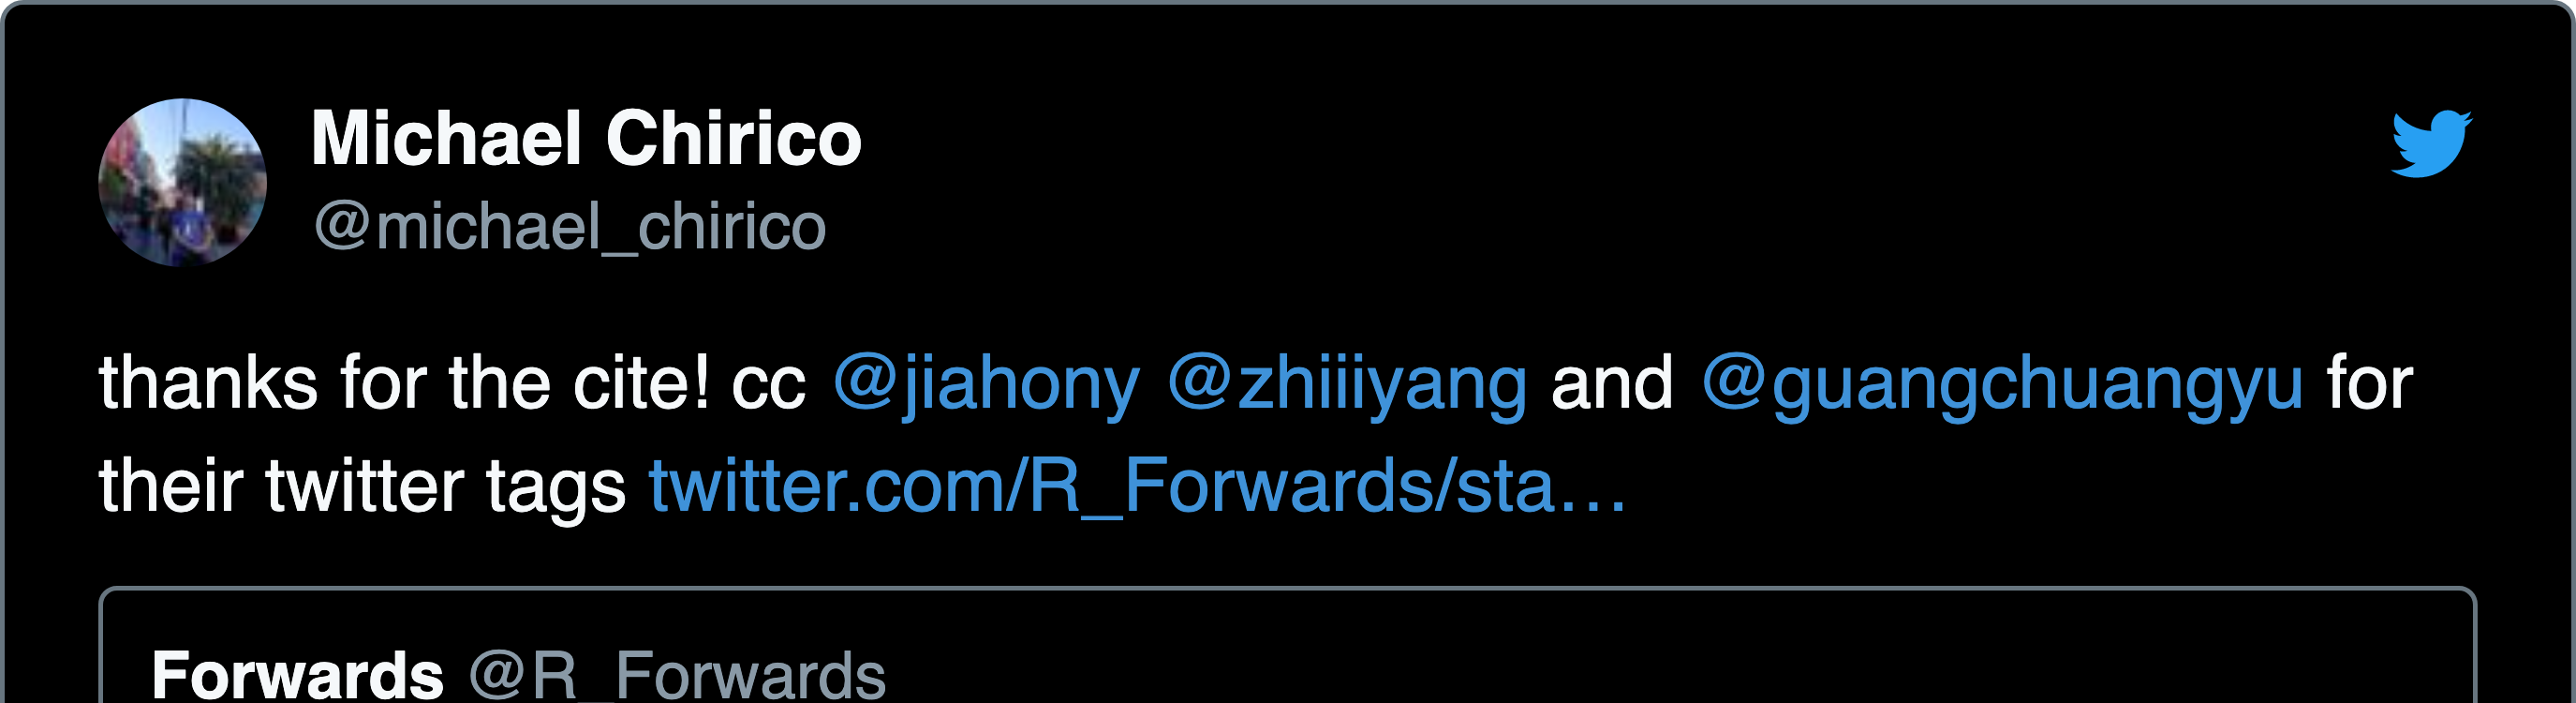 Michael Chirico
@michael_chirico
thanks for the cite! cc @jiahony @zhiiiyang and @guangchuangyu for
their twitter tags twitter.com/R_Forwards/sta…
Forwards @R_Forwards